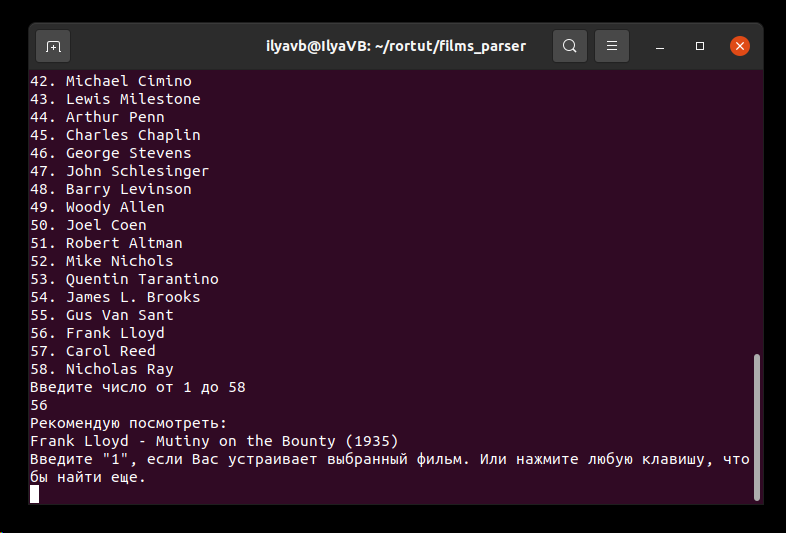 ilyavb@IlyaVB: ~/rortut/films_parser
42. Michael Cimino
43. Lewis Milestone
44. Arthur Penn
45. Charles Chaplin
46. George Stevens
47. John Schlesinger
48. Barry Levinson
49. Woody Allen
50. Joel Coen
51. Robert Altman
52. Mike Nichols
53. Quentin Tarantino
54. James L. Brooks
55. Gus Van Sant
56. Frank Lloyd
57. Carol Reed
58. Nicholas Ray
Введите число от 1 до 58
56
Рекомендую посмотреть:
Frank Lloyd - Mutiny on the Bounty (1935)
Введите "1", если Вас устраивает выбранный фильм. Или нажмите любую клавишу, что
бы найти еще.